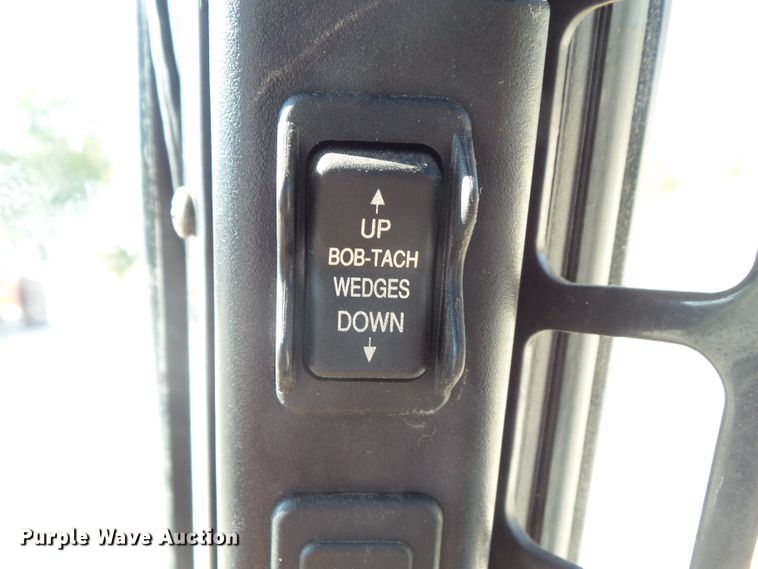 UP
BOB-TACH
WEDGES
DOWN
Purple Wave Auction